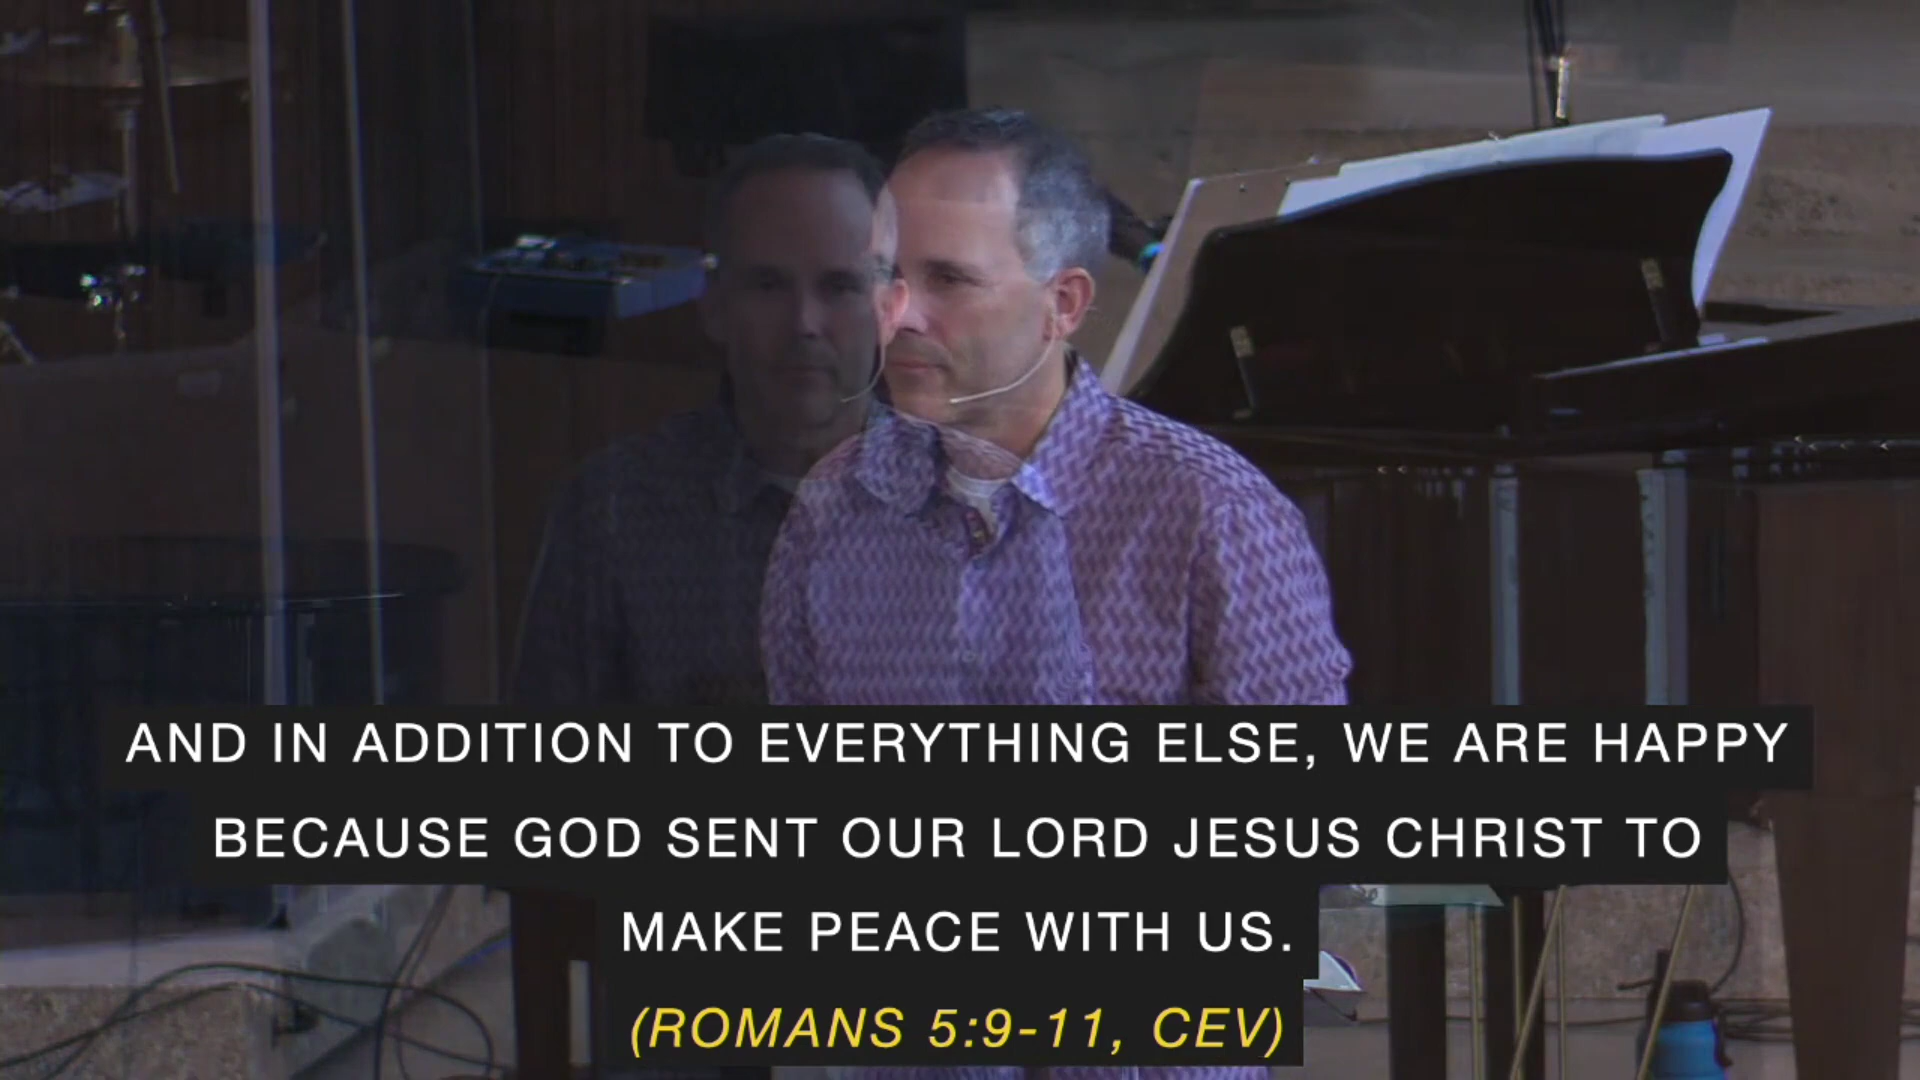 AND IN ADDITION TO EVERYTHING ELSE, WE ARE HAPPY
BECAUSE GOD SENT OUR LORD JESUS CHRIST TO
MAKE PEACE WITH US.
(ROMANS 5:9-11, CEV)